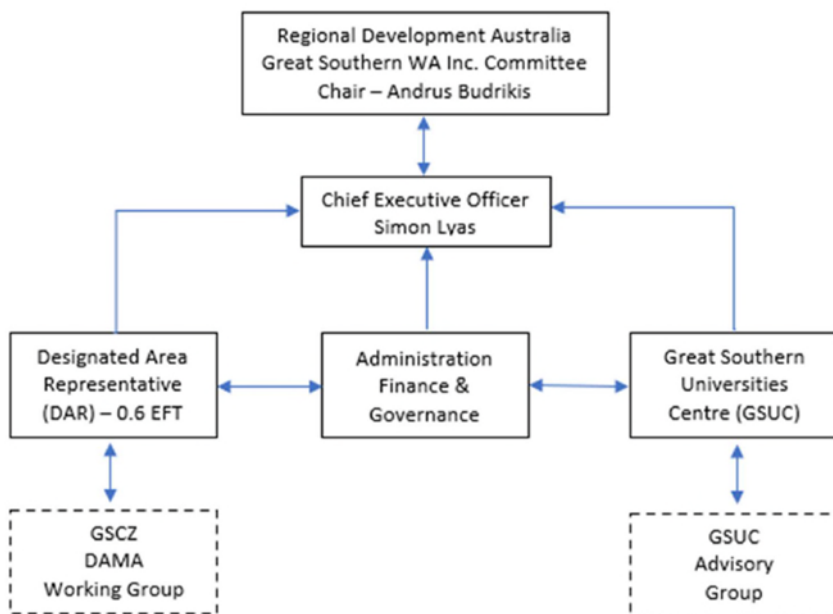 Regional Development Australia
Great Southern WA Inc. Committee
Chair – Andrus Budrikis
Chief Executive Officer
Simon Lyas
Designated Area
Representative
(DAR) – 0.6 EFT
Administration
Finance &
Governance
Great Southern
Universities
Centre (GSUC)
GSCZ
DAMA
Working Group
GSUC
Advisory
Group